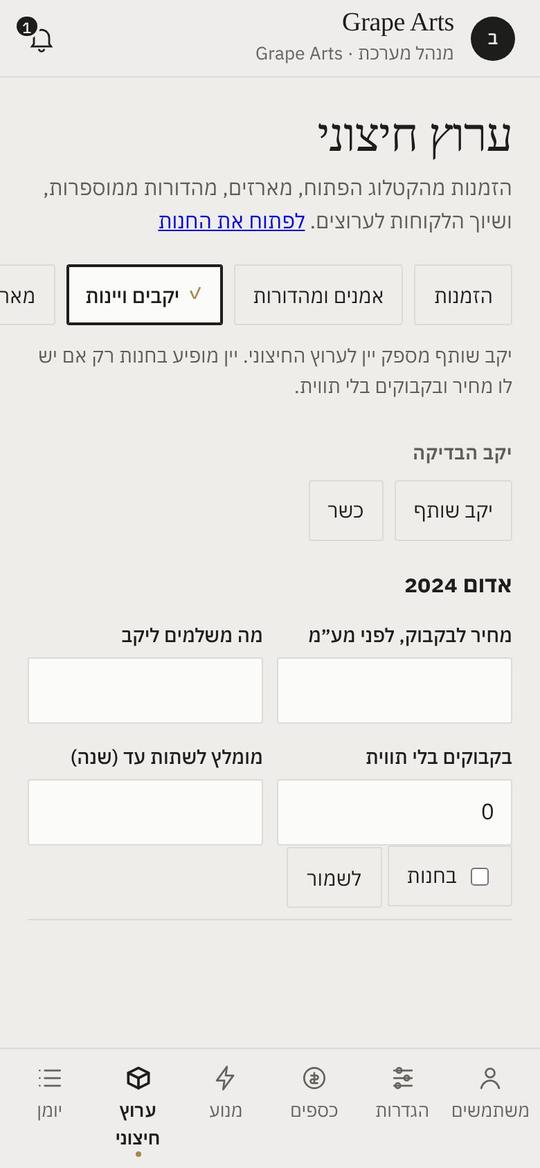 1
Grape Arts
ב
מנהל מערכת · Grape Arts
ערוץ חיצוני
הזמנות מהקטלוג הפתוח, מארזים, מהדורות ממוספרות,
ושיוך הלקוחות לערוצים. לפתוח את החנות
הזמנות
אמנים ומהדורות
יקבים ויינות
מאר
יקב שותף מספק יין לערוץ החיצוני. יין מופיע בחנות רק אם יש
לו מחיר ובקבוקים בלי תווית.
יקב הבדיקה
יקב שותף
כשר
אדום 2024
מחיר לבקבוק, לפני מע״מ
מה משלמים ליקב
בקבוקים בלי תווית
מומלץ לשתות עד (שנה)
0
בחנות
לשמור
משתמשים
הגדרות
כספים
מנוע
ערוץ
חיצוני
יומן